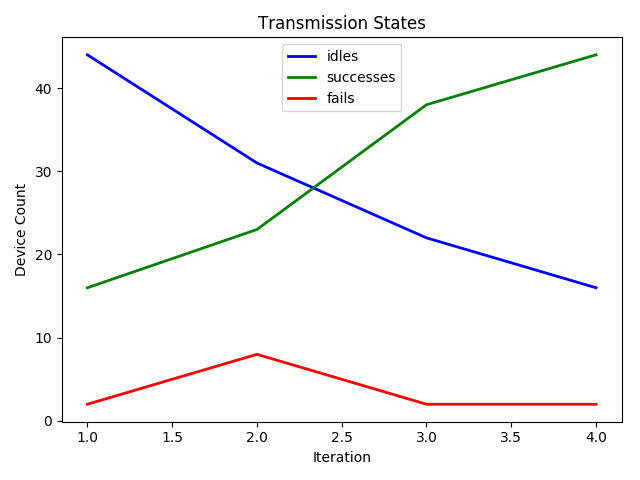 Transmission States
idles
successes
fails
Device Count
40
30
20
10
0
1.0 1.5 2.0 2.5 3.0 3.5 4.0
Iteration